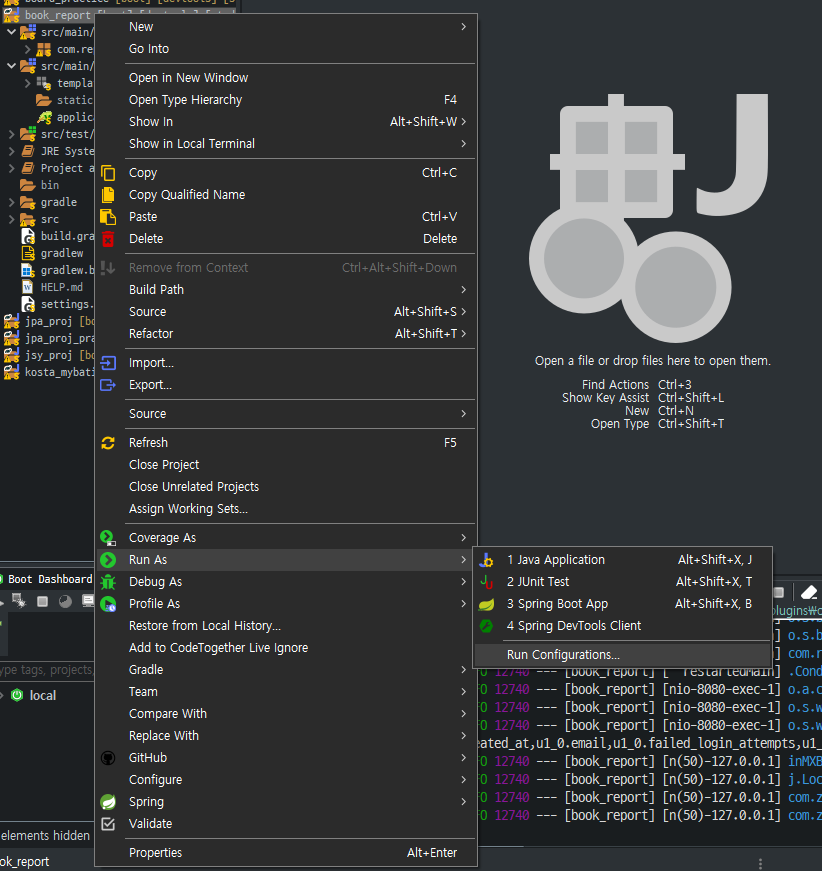 book_report
src/main/
com.re
src/main/
templa
static
applica
src/test/
JRE Syste
Project a
bin
gradle
src
build.gra
gradlew
gradlew.b
HELP.md
settings.
jpa_proj [bo
jpa_proj_pra
jsy_proj [bo
kosta_mybati
Boot Dashboard
ype tags, projects,
local
elements hidden
ok_report
New
Go Into
Open in New Window
Open Type Hierarchy F4
Show In Alt+Shift+W
Show in Local Terminal
Copy Ctrl+C
Copy Qualified Name
Paste Ctrl+V
Delete Delete
Remove from Context Ctrl+Alt+Shift+Down
Build Path
Source Alt+Shift+S
Refactor Alt+Shift+T
Import...
Export...
Source
Refresh F5
Close Project
Close Unrelated Projects
Assign Working Sets...
Coverage As
Run As
Debug As
Profile As
Restore from Local History...
Add to CodeTogether Live Ignore
Gradle
Team
Compare With
Replace With
GitHub
Configure
Spring
Validate
Properties Alt+Enter
1 Java Application Alt+Shift+X, J
2 JUnit Test Alt+Shift+X, T
3 Spring Boot App Alt+Shift+X, B
4 Spring DevTools Client
Run Configurations...
J
Open a file or drop files here to open them.
Find Actions Ctrl+3
Show Key Assist Ctrl+Shift+L
New Ctrl+N
Open Type Ctrl+Shift+T
plugins₩c
o.s.b
com.r
FO 12740 --- [book_report] [ restartedMain] .Cond
FO 12740 --- [book_report] [nio-8080-exec-1] o.a.c
FO 12740 --- [book_report] [nio-8080-exec-1] o.s.w
FO 12740 --- [book_report] [nio-8080-exec-1] o.s.w
eated_at,u1_0.email,u1_0.failed_login_attempts,u1_
FO 12740 --- [book_report] [n(50)-127.0.0.1] inMXB
FO 12740 --- [book_report] [n(50)-127.0.0.1] j.Loc
FO 12740 --- [book_report] [n(50)-127.0.0.1] com.z
FO 12740 --- [book_report] [n(50)-127.0.0.1] com.z